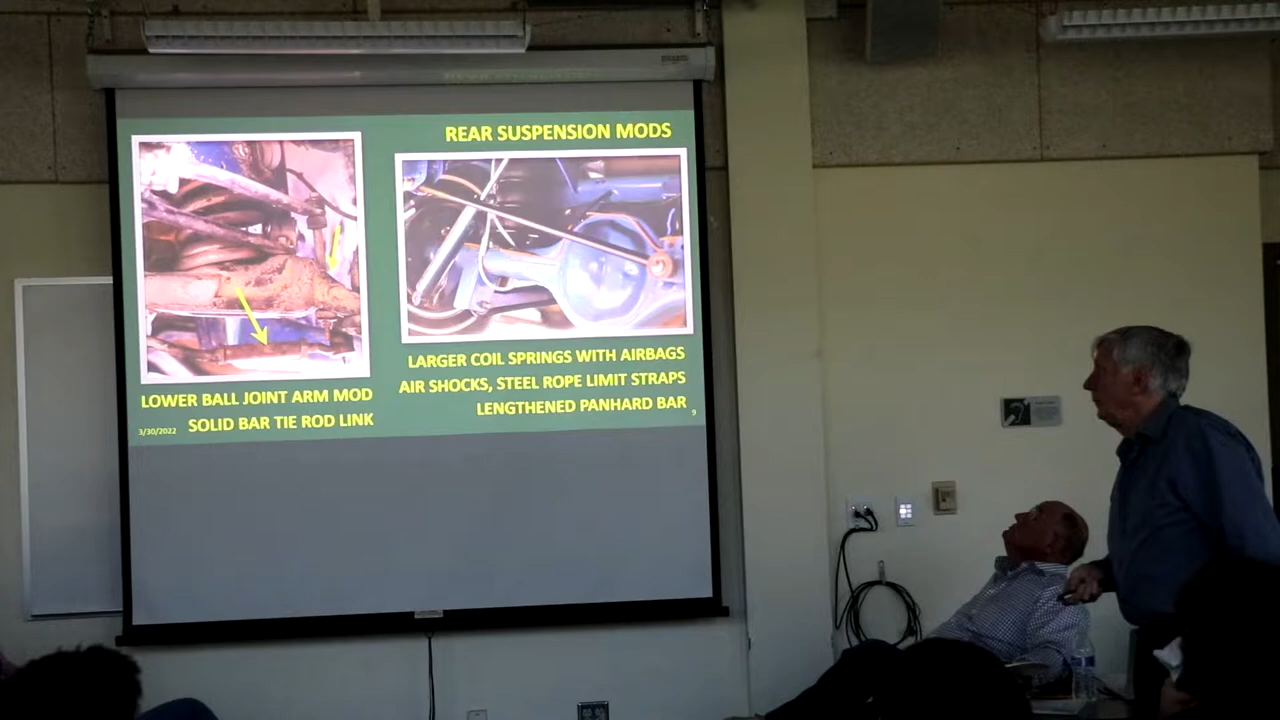 REAR SUSPENSION MODS
LARGER COIL SPRINGS WITH AIRBAGS
AIR SHOCKS, STEEL ROPE LIMIT STRAPS
LENGTHENED PANHARD BAR
LOWER BALL JOINT ARM MOD
SOLID BAR TIE ROD LINK
3/30/2022
9